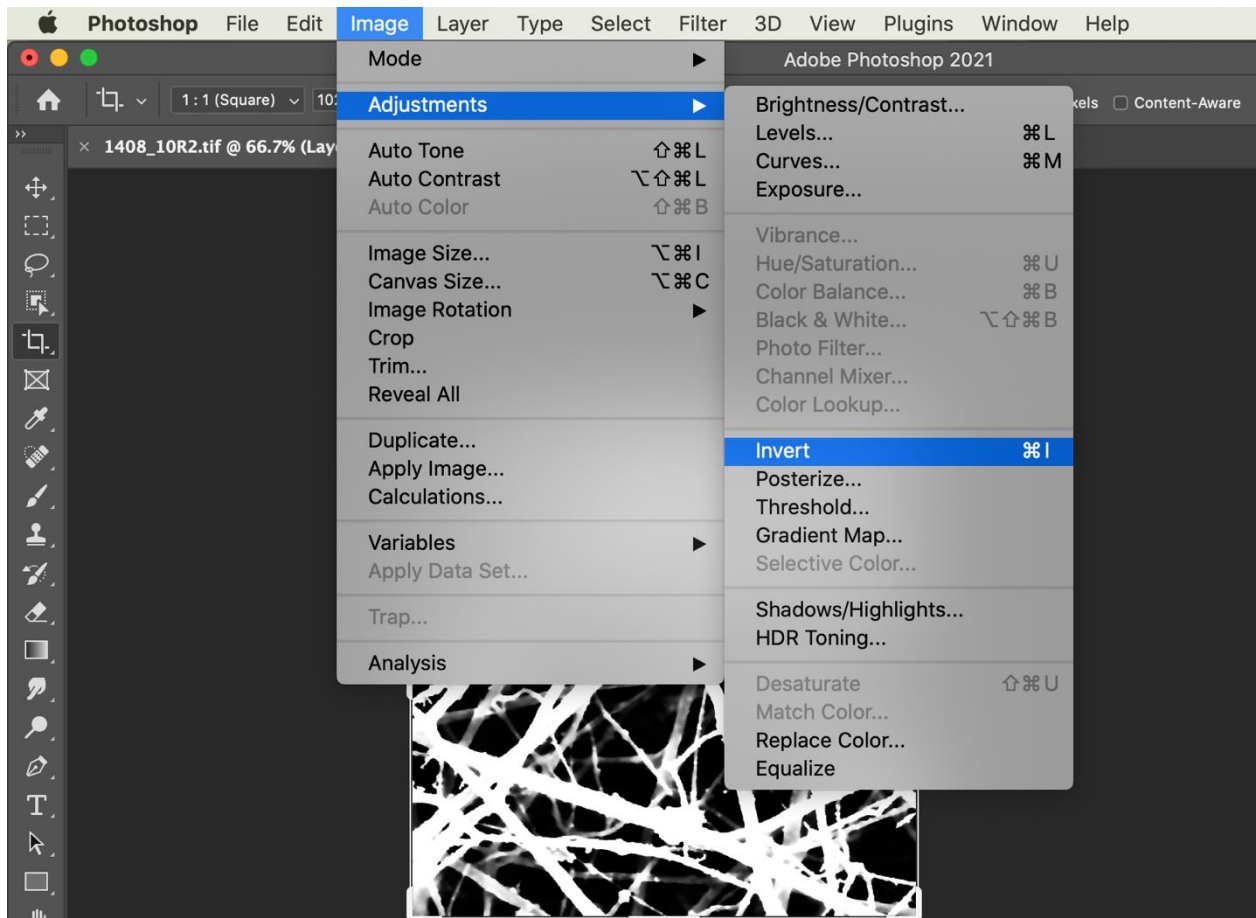 Photoshop File Edit Image Layer Type Select Filter 3D View Plugins Window Help
Adobe Photoshop 2021
1 : 1 (Square) 102 xels Content-Aware
× 1408_10R2.tif @ 66.7% (Lay
Mode ▶
Adjustments ▶
Auto Tone ⇧⌘L
Auto Contrast ⌥⇧⌘L
Auto Color ⇧⌘B
Image Size... ⌥⌘I
Canvas Size... ⌥⌘C
Image Rotation ▶
Crop
Trim...
Reveal All
Duplicate...
Apply Image...
Calculations...
Variables ▶
Apply Data Set...
Trap...
Analysis ▶
Brightness/Contrast...
Levels... ⌘L
Curves... ⌘M
Exposure...
Vibrance...
Hue/Saturation... ⌘U
Color Balance... ⌘B
Black & White... ⌥⇧⌘B
Photo Filter...
Channel Mixer...
Color Lookup...
Invert ⌘I
Posterize...
Threshold...
Gradient Map...
Selective Color...
Shadows/Highlights...
HDR Toning...
Desaturate ⇧⌘U
Match Color...
Replace Color...
Equalize